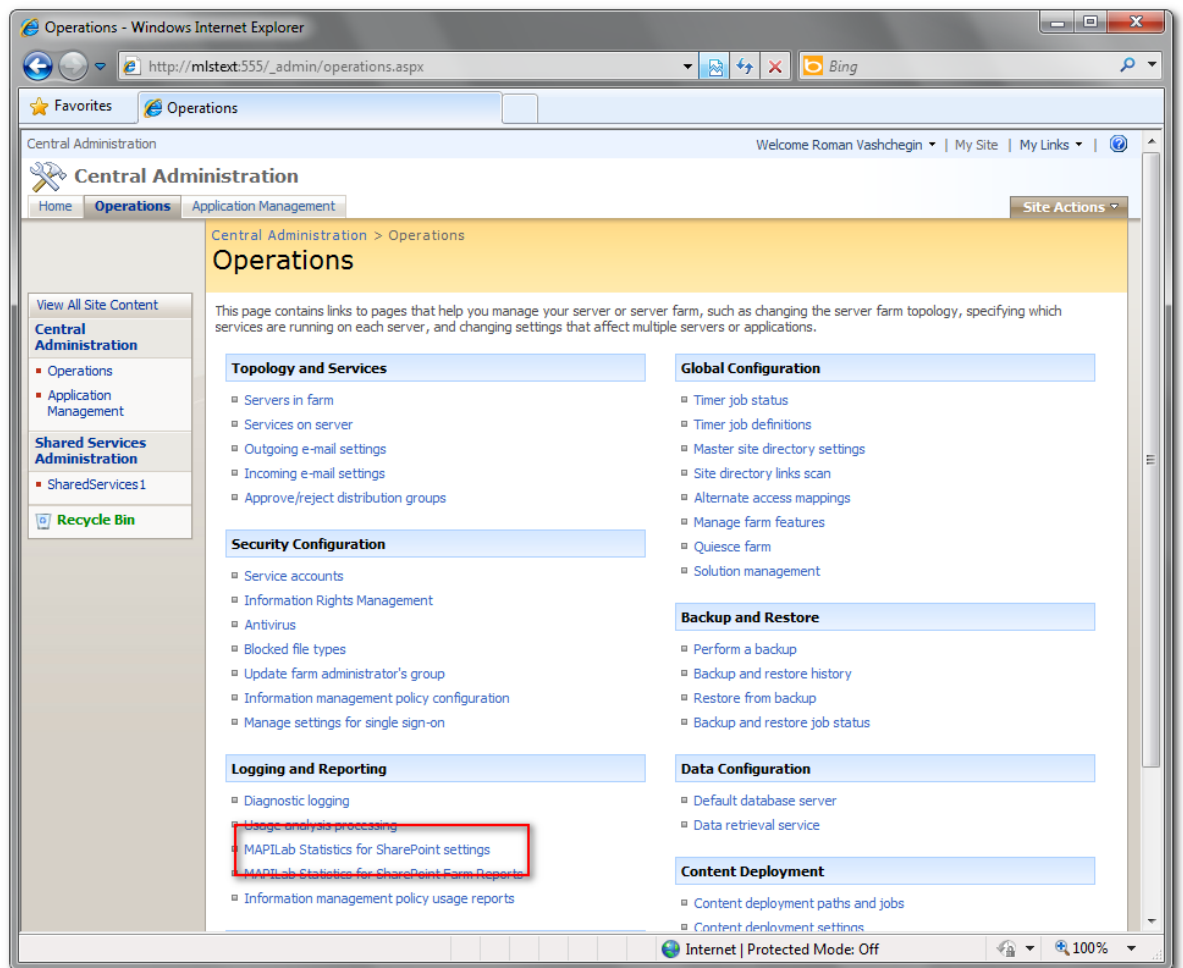 Operations - Windows Internet Explorer
http://mlstext:555/_admin/operations.aspx
Bing
Favorites
Operations
Central Administration
Welcome Roman Vashchegin | My Site | My Links |
Central Administration
Home Operations Application Management
Site Actions
Central Administration > Operations
Operations
View All Site Content
Central
Administration
Operations
Application
Management
Shared Services
Administration
SharedServices1
Recycle Bin
This page contains links to pages that help you manage your server or server farm, such as changing the server farm topology, specifying which
services are running on each server, and changing settings that affect multiple servers or applications.
Topology and Services
Servers in farm
Services on server
Outgoing e-mail settings
Incoming e-mail settings
Approve/reject distribution groups
Security Configuration
Service accounts
Information Rights Management
Antivirus
Blocked file types
Update farm administrator's group
Information management policy configuration
Manage settings for single sign-on
Logging and Reporting
Diagnostic logging
Usage analysis processing
MAPILab Statistics for SharePoint settings
MAPILab Statistics for SharePoint Farm Reports
Information management policy usage reports
Global Configuration
Timer job status
Timer job definitions
Master site directory settings
Site directory links scan
Alternate access mappings
Manage farm features
Quiesce farm
Solution management
Backup and Restore
Perform a backup
Backup and restore history
Restore from backup
Backup and restore job status
Data Configuration
Default database server
Data retrieval service
Content Deployment
Content deployment paths and jobs
Content deployment settings
Internet | Protected Mode: Off
100%